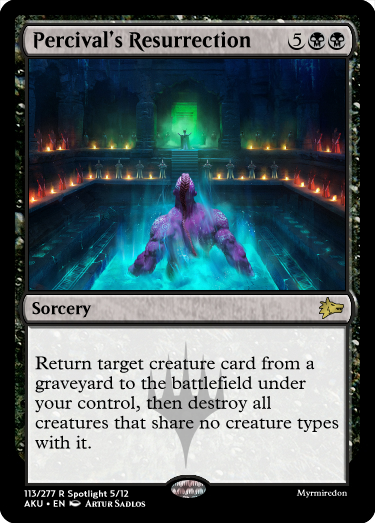 Percival's Resurrection 5
Sorcery
Return target creature card from a
graveyard to the battlefield under
your control, then destroy all
creatures that share no creature types
with it.
113/277 R Spotlight 5/12
AKU • EN Artur Sadlos
Myrmiredon